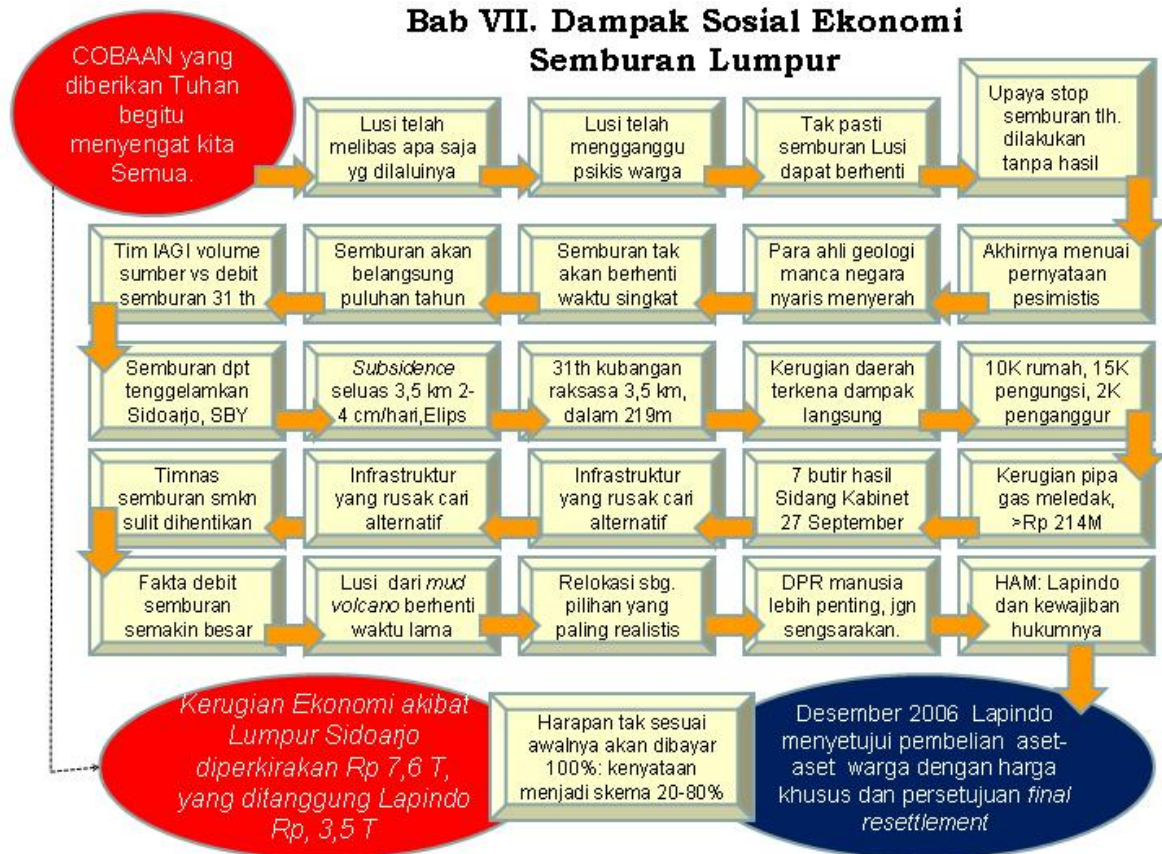 Bab VII. Dampak Sosial Ekonomi
Semburan Lumpur
COBAAN yang
diberikan Tuhan
begitu
menyengat kita
Semua.
Lusi telah
melibas apa saja
yg dilaluinya
Lusi telah
mengganggu
psikis warga
Tak pasti
semburan Lusi
dapat berhenti
Upaya stop
semburan tlh.
dilakukan
tanpa hasil
Akhirnya menuai
pernyataan
pesimistis
Para ahli geologi
manca negara
nyaris menyerah
Semburan tak
akan berhenti
waktu singkat
Semburan akan
belangsung
puluhan tahun
Tim IAGI volume
sumber vs debit
semburan 31 th
Semburan dpt
tenggelamkan
Sidoarjo, SBY
Subsidence
seluas 3,5 km 2-
4 cm/hari,Elips
31th kubangan
raksasa 3,5 km,
dalam 219m
Kerugian daerah
terkena dampak
langsung
10K rumah, 15K
pengungsi, 2K
penganggur
Kerugian pipa
gas meledak,
>Rp 214M
7 butir hasil
Sidang Kabinet
27 September
Infrastruktur
yang rusak cari
alternatif
Infrastruktur
yang rusak cari
alternatif
Timnas
semburan smkn
sulit dihentikan
Fakta debit
semburan
semakin besar
Lusi dari mud
volcano berhenti
waktu lama
Relokasi sbg.
pilihan yang
paling realistis
DPR manusia
lebih penting, jgn
sengsarakan.
HAM: Lapindo
dan kewajiban
hukumnya
Desember 2006 Lapindo
menyetujui pembelian aset-
aset warga dengan harga
khusus dan persetujuan final
resettlement
Harapan tak sesuai
awalnya akan dibayar
100%: kenyataan
menjadi skema 20-80%
Kerugian Ekonomi akibat
Lumpur Sidoarjo
diperkirakan Rp 7,6 T,
yang ditanggung Lapindo
Rp, 3,5 T